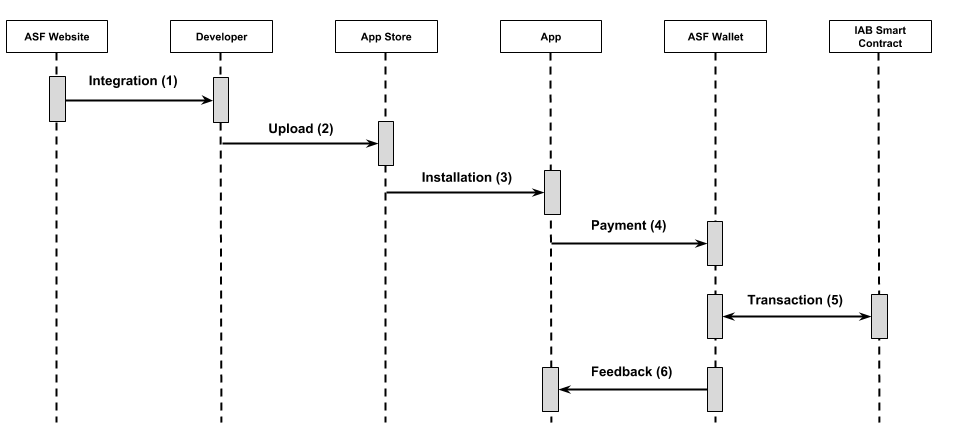 ASF Website
Developer
App Store
App
ASF Wallet
IAB Smart
Contract
Integration (1)
Upload (2)
Installation (3)
Payment (4)
Transaction (5)
Feedback (6)